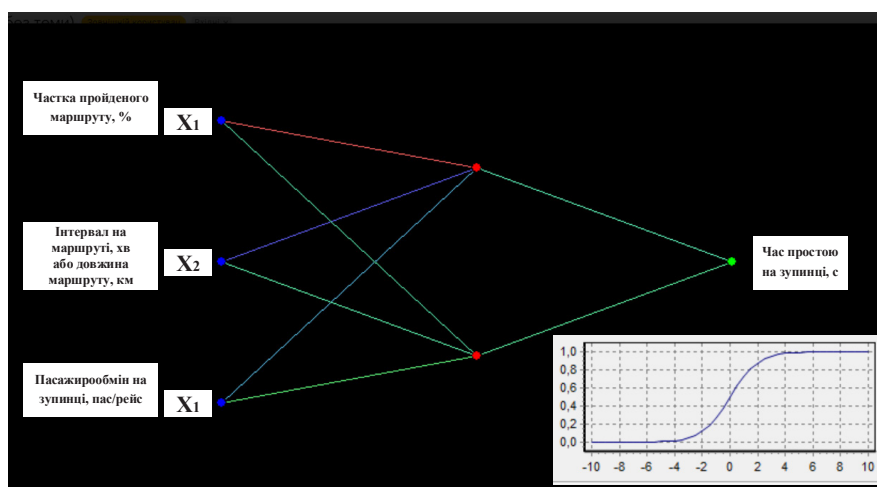 Частка пройденого
маршруту, %
X1
Інтервал на
маршруті, хв
або довжина
маршруту, км
X2
Пасажирообмін на
зупинці, пас/рейс
X1
Час простою
на зупинці, с
1,0
0,8
0,6
0,4
0,2
0,0
-10 -8 -6 -4 -2 0 2 4 6 8 10